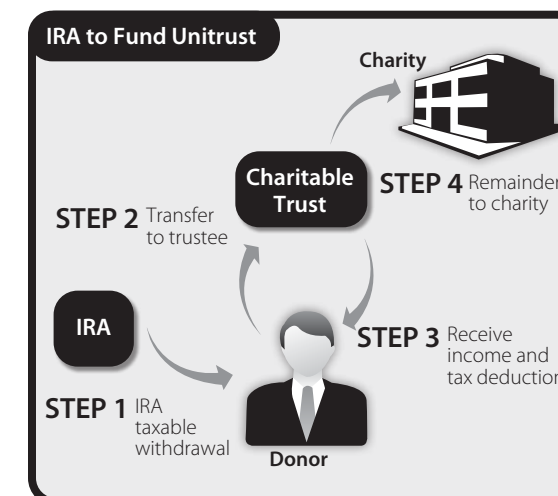 IRA to Fund Unitrust
Charity
Charitable
Trust
STEP 4 Remainder
to charity
STEP 2 Transfer
to trustee
IRA
STEP 3 Receive
income and
tax deduction
STEP 1 IRA
taxable
withdrawal
Donor